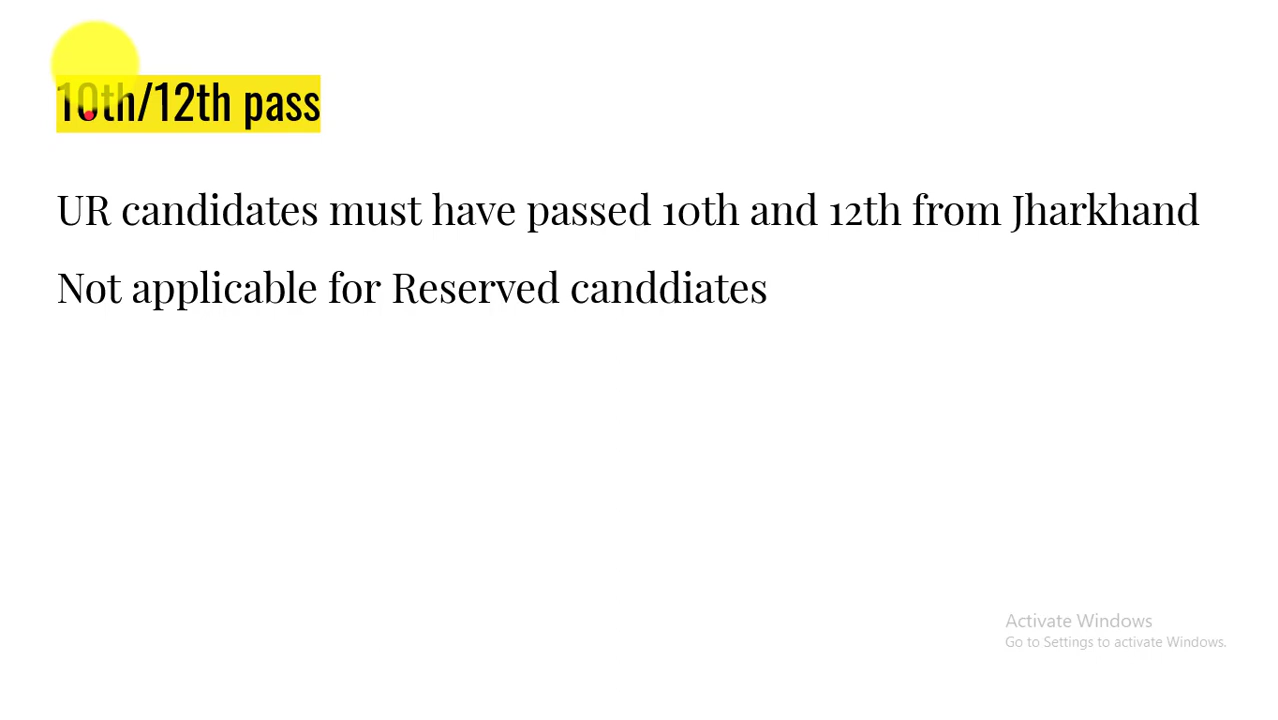 10th/12th pass
UR candidates must have passed 10th and 12th from Jharkhand
Not applicable for Reserved canddiates
Activate Windows
Go to Settings to activate Windows.